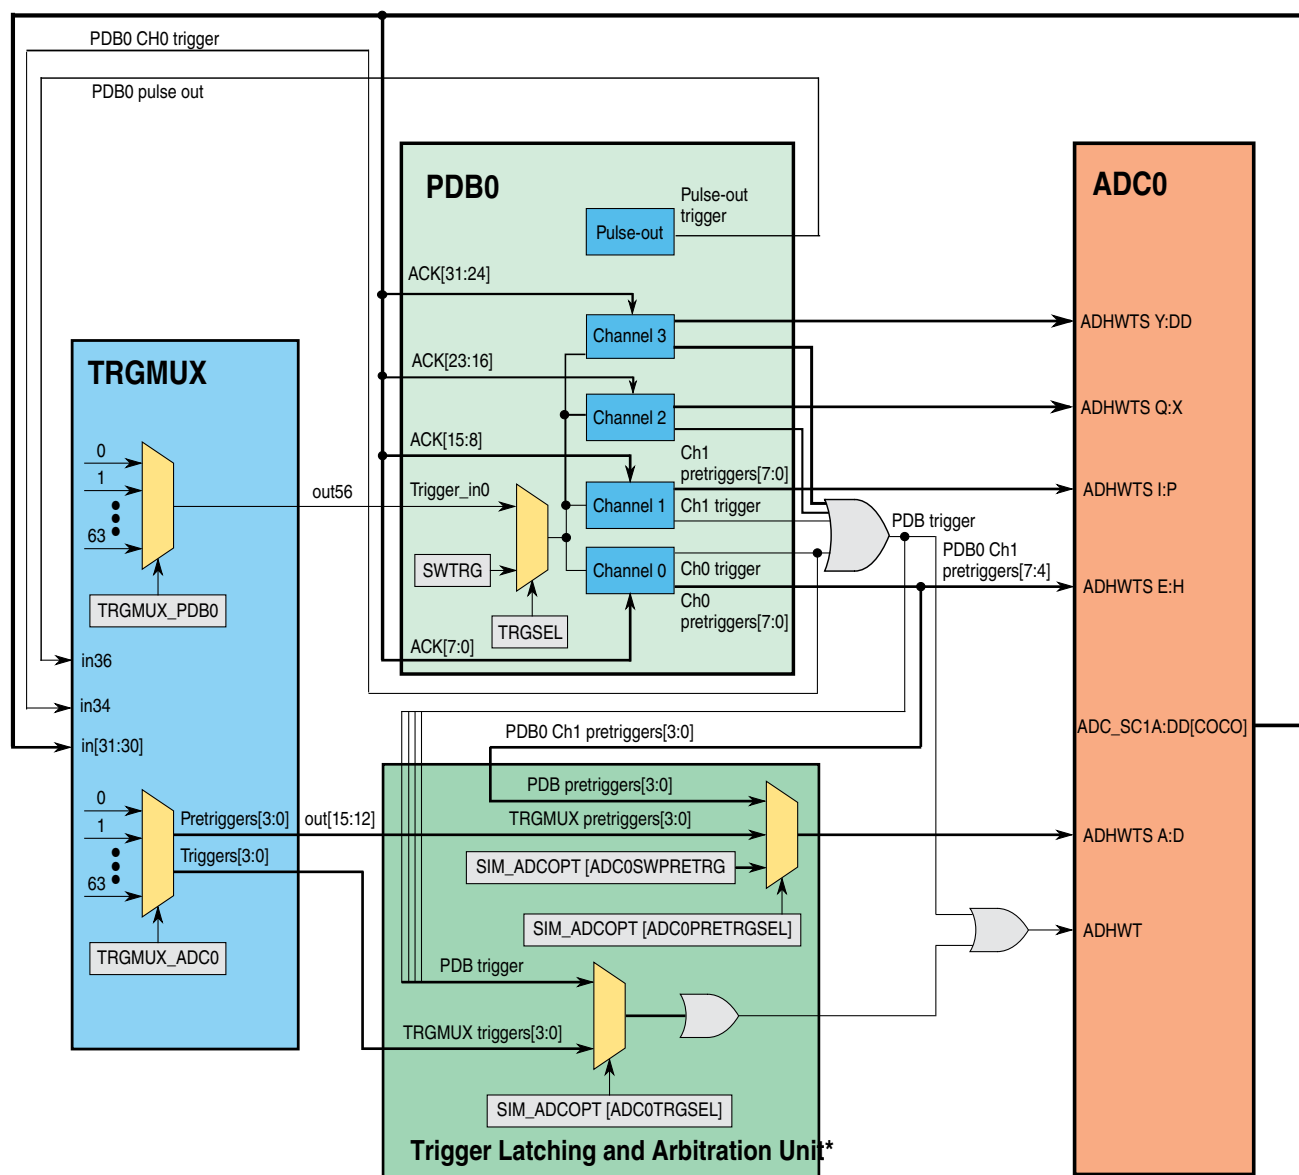 PDB0 CH0 trigger
PDB0 pulse out
PDB0
Pulse-out
trigger
Pulse-out
ADC0
ACK[31:24]
Channel 3
ADHWTS Y:DD
TRGMUX
ACK[23:16]
Channel 2
ADHWTS Q:X
0
1
63
ACK[15:8]
Ch1
pretriggers[7:0]
out56
Trigger_in0
Channel 1
Ch1 trigger
ADHWTS I:P
PDB trigger
SWTRG
Channel 0
Ch0 trigger
PDB0 Ch1
pretriggers[7:4]
Ch0
pretriggers[7:0]
ADHWTS E:H
TRGMUX_PDB0
TRGSEL
ACK[7:0]
in36
in34
in[31:30]
PDB0 Ch1 pretriggers[3:0]
ADC_SC1A:DD[COCO]
PDB pretriggers[3:0]
0
1
63
Pretriggers[3:0]
out[15:12]
TRGMUX pretriggers[3:0]
ADHWTS A:D
Triggers[3:0]
SIM_ADCOPT [ADC0SWPRETRG
SIM_ADCOPT [ADC0PRETRGSEL]
ADHWT
TRGMUX_ADC0
PDB trigger
TRGMUX triggers[3:0]
SIM_ADCOPT [ADC0TRGSEL]
Trigger Latching and Arbitration Unit*